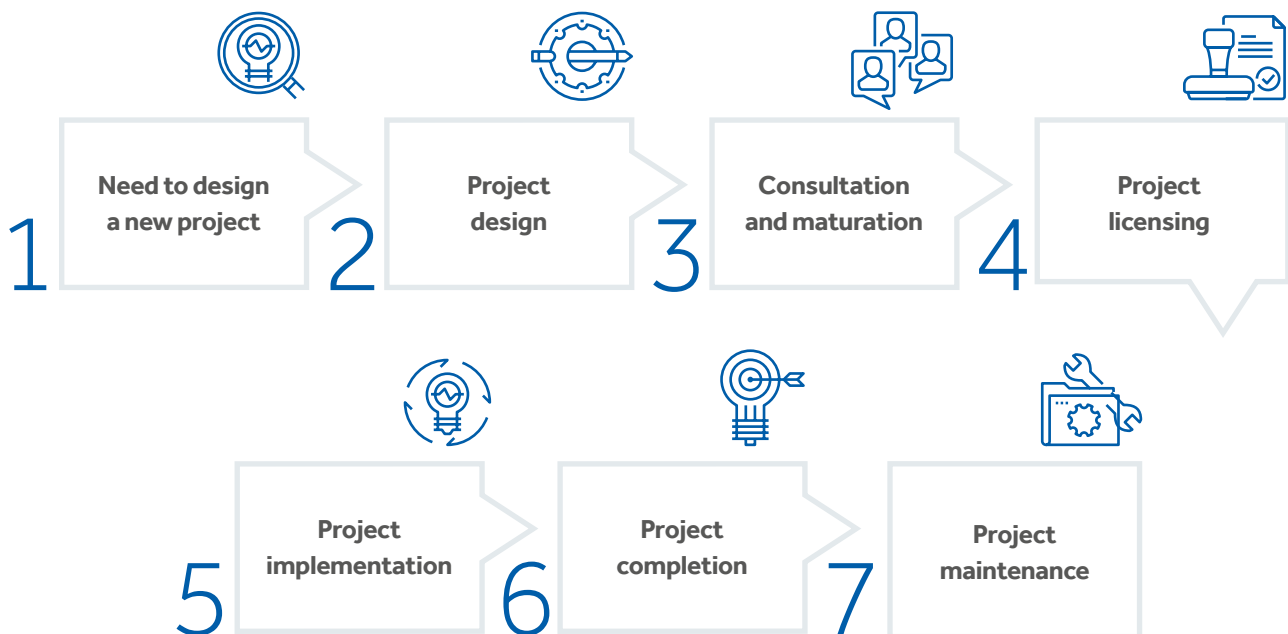 1
Need to design
a new project
2
Project
design
3
Consultation
and maturation
4
Project
licensing
5
Project
implementation
6
Project
completion
7
Project
maintenance